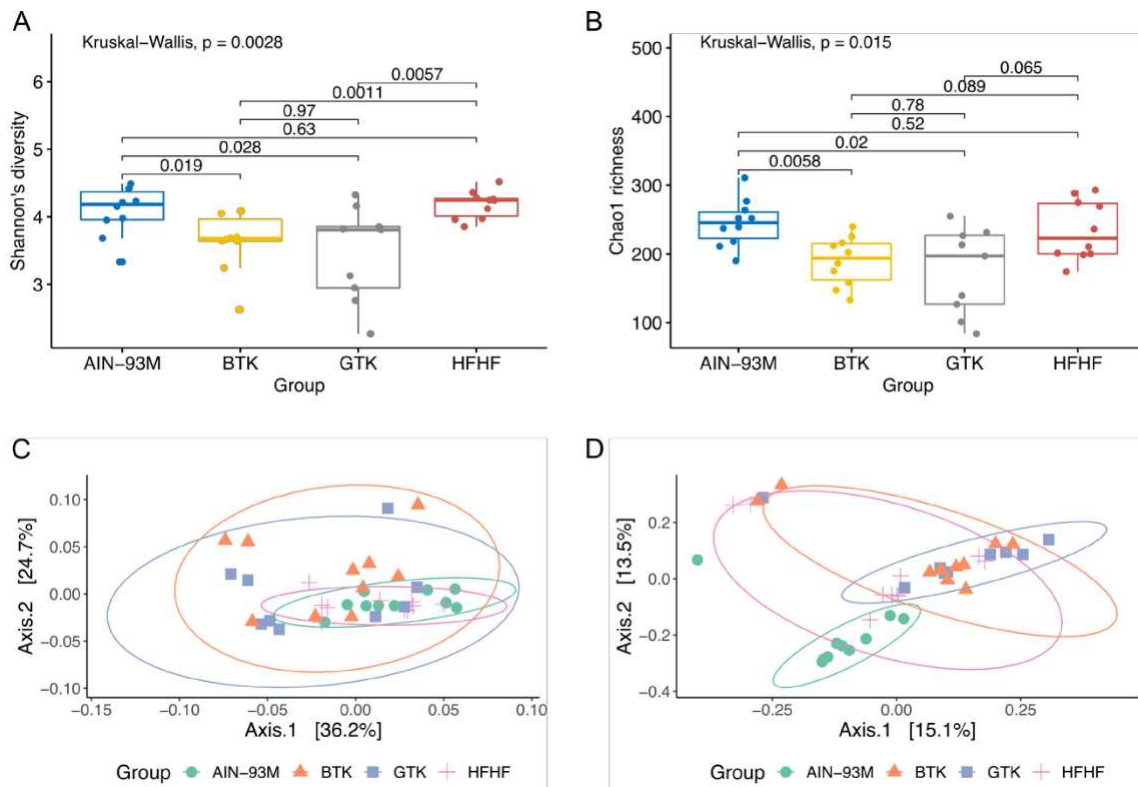 A
Kruskal−Wallis, p = 0.0028
0.0057
0.0011
0.97
0.63
0.028
0.019
6
5
4
3
Shannon's diversity
AIN−93M BTK GTK HFHF
Group
B
Kruskal−Wallis, p = 0.015
0.065
0.089
0.78
0.52
0.02
0.0058
500
400
300
200
100
Chao1 richness
AIN−93M BTK GTK HFHF
Group
C
0.10
0.05
0.00
−0.05
−0.10
Axis.2 [24.7%]
−0.15 −0.10 −0.05 0.00 0.05 0.10
Axis.1 [36.2%]
Group AIN−93M BTK GTK HFHF
D
0.2
0.0
−0.2
−0.4
Axis.2 [13.5%]
−0.25 0.00 0.25
Axis.1 [15.1%]
Group AIN−93M BTK GTK HFHF